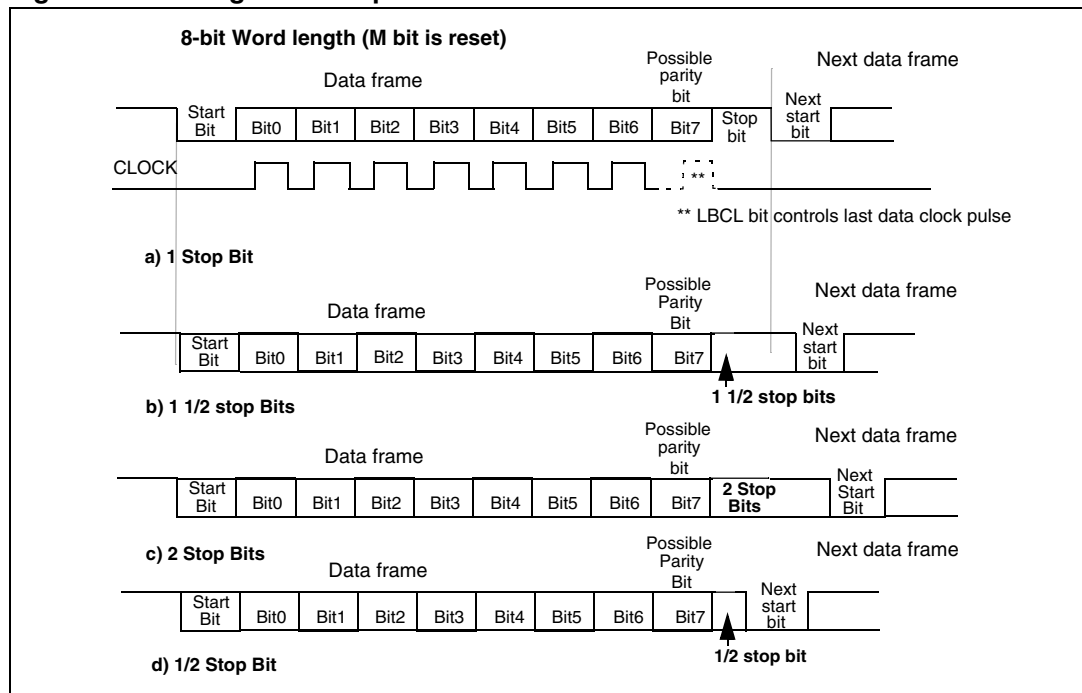 8-bit Word length (M bit is reset)
Data frame
Possible
parity
bit
Next data frame
Start
Bit
Bit0
Bit1
Bit2
Bit3
Bit4
Bit5
Bit6
Bit7
Stop
bit
Next
start
bit
CLOCK
**
** LBCL bit controls last data clock pulse
a) 1 Stop Bit
Data frame
Possible
Parity
Bit
Next data frame
Start
Bit
Bit0
Bit1
Bit2
Bit3
Bit4
Bit5
Bit6
Bit7
Next
start
bit
1 1/2 stop bits
b) 1 1/2 stop Bits
Data frame
Possible
parity
bit
Next data frame
Start
Bit
Bit0
Bit1
Bit2
Bit3
Bit4
Bit5
Bit6
Bit7
2 Stop
Bits
Next
Start
Bit
c) 2 Stop Bits
Data frame
Possible
Parity
Bit
Next data frame
Start
Bit
Bit0
Bit1
Bit2
Bit3
Bit4
Bit5
Bit6
Bit7
Next
start
bit
1/2 stop bit
d) 1/2 Stop Bit